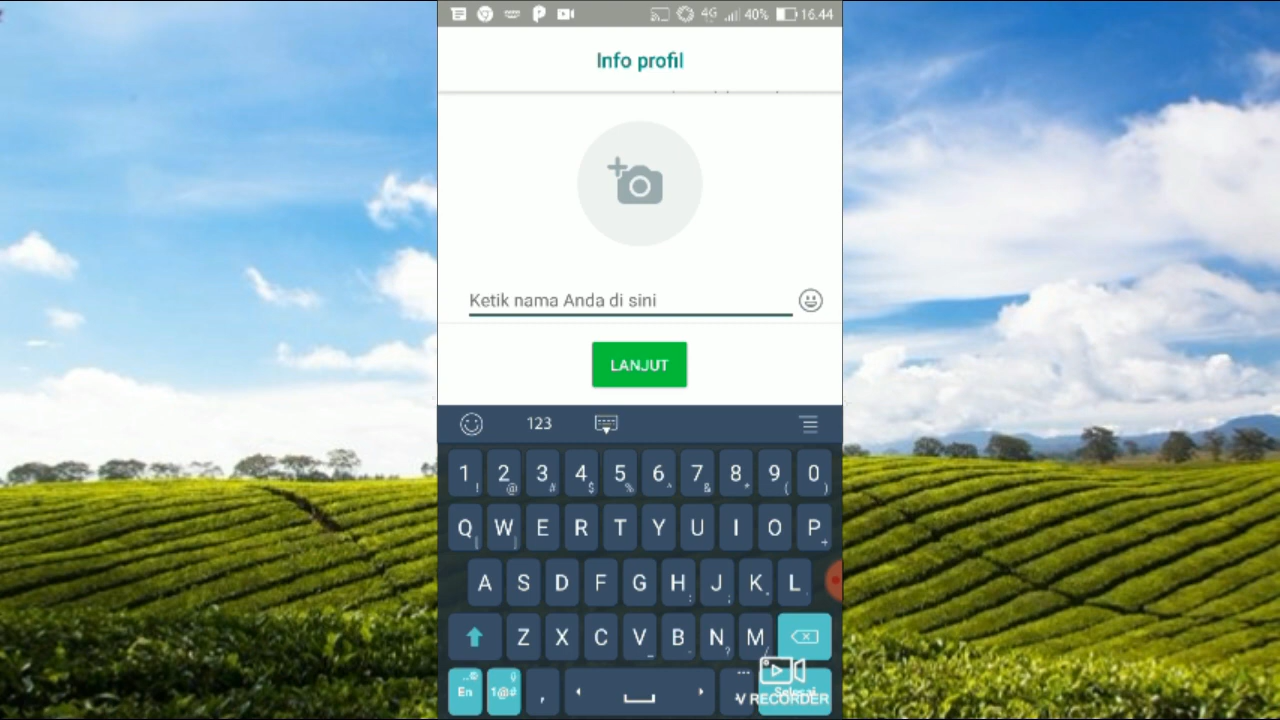 4G 40% 16.44
Info profil
Ketik nama Anda di sini
LANJUT
123
1 ! 2 @ 3 # 4 $ 5 % 6 ^ 7 & 8 * 9 ( 0 )
Q W E R T Y U I O P
A S D F G H J K L
Z X C V B N M
En 1@# , Selesai
V RECORDER